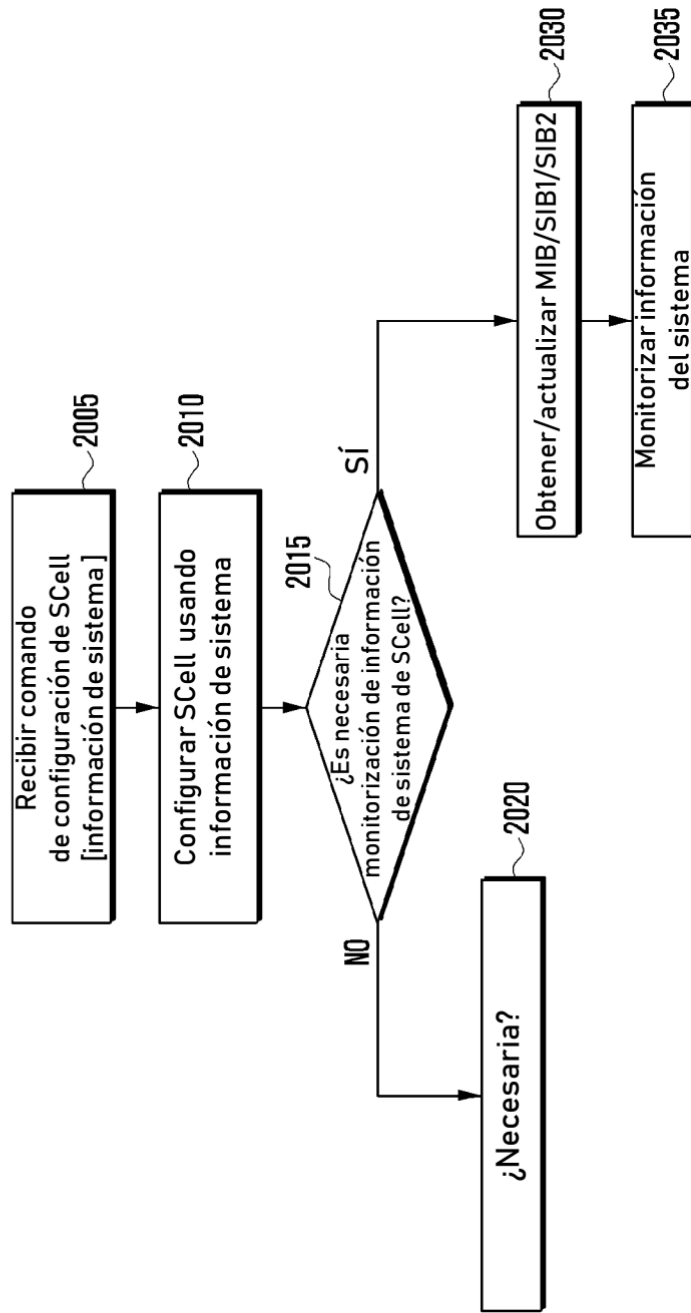 Recibir comando
de configuración de SCell
[información de sistema]
2005
Configurar SCell usando
información de sistema
2010
¿Es necesaria
monitorización de información
de sistema de SCell?
2015
NO
SÍ
¿Necesaria?
2020
Obtener/actualizar MIB/SIB1/SIB2
2030
Monitorizar información
del sistema
2035